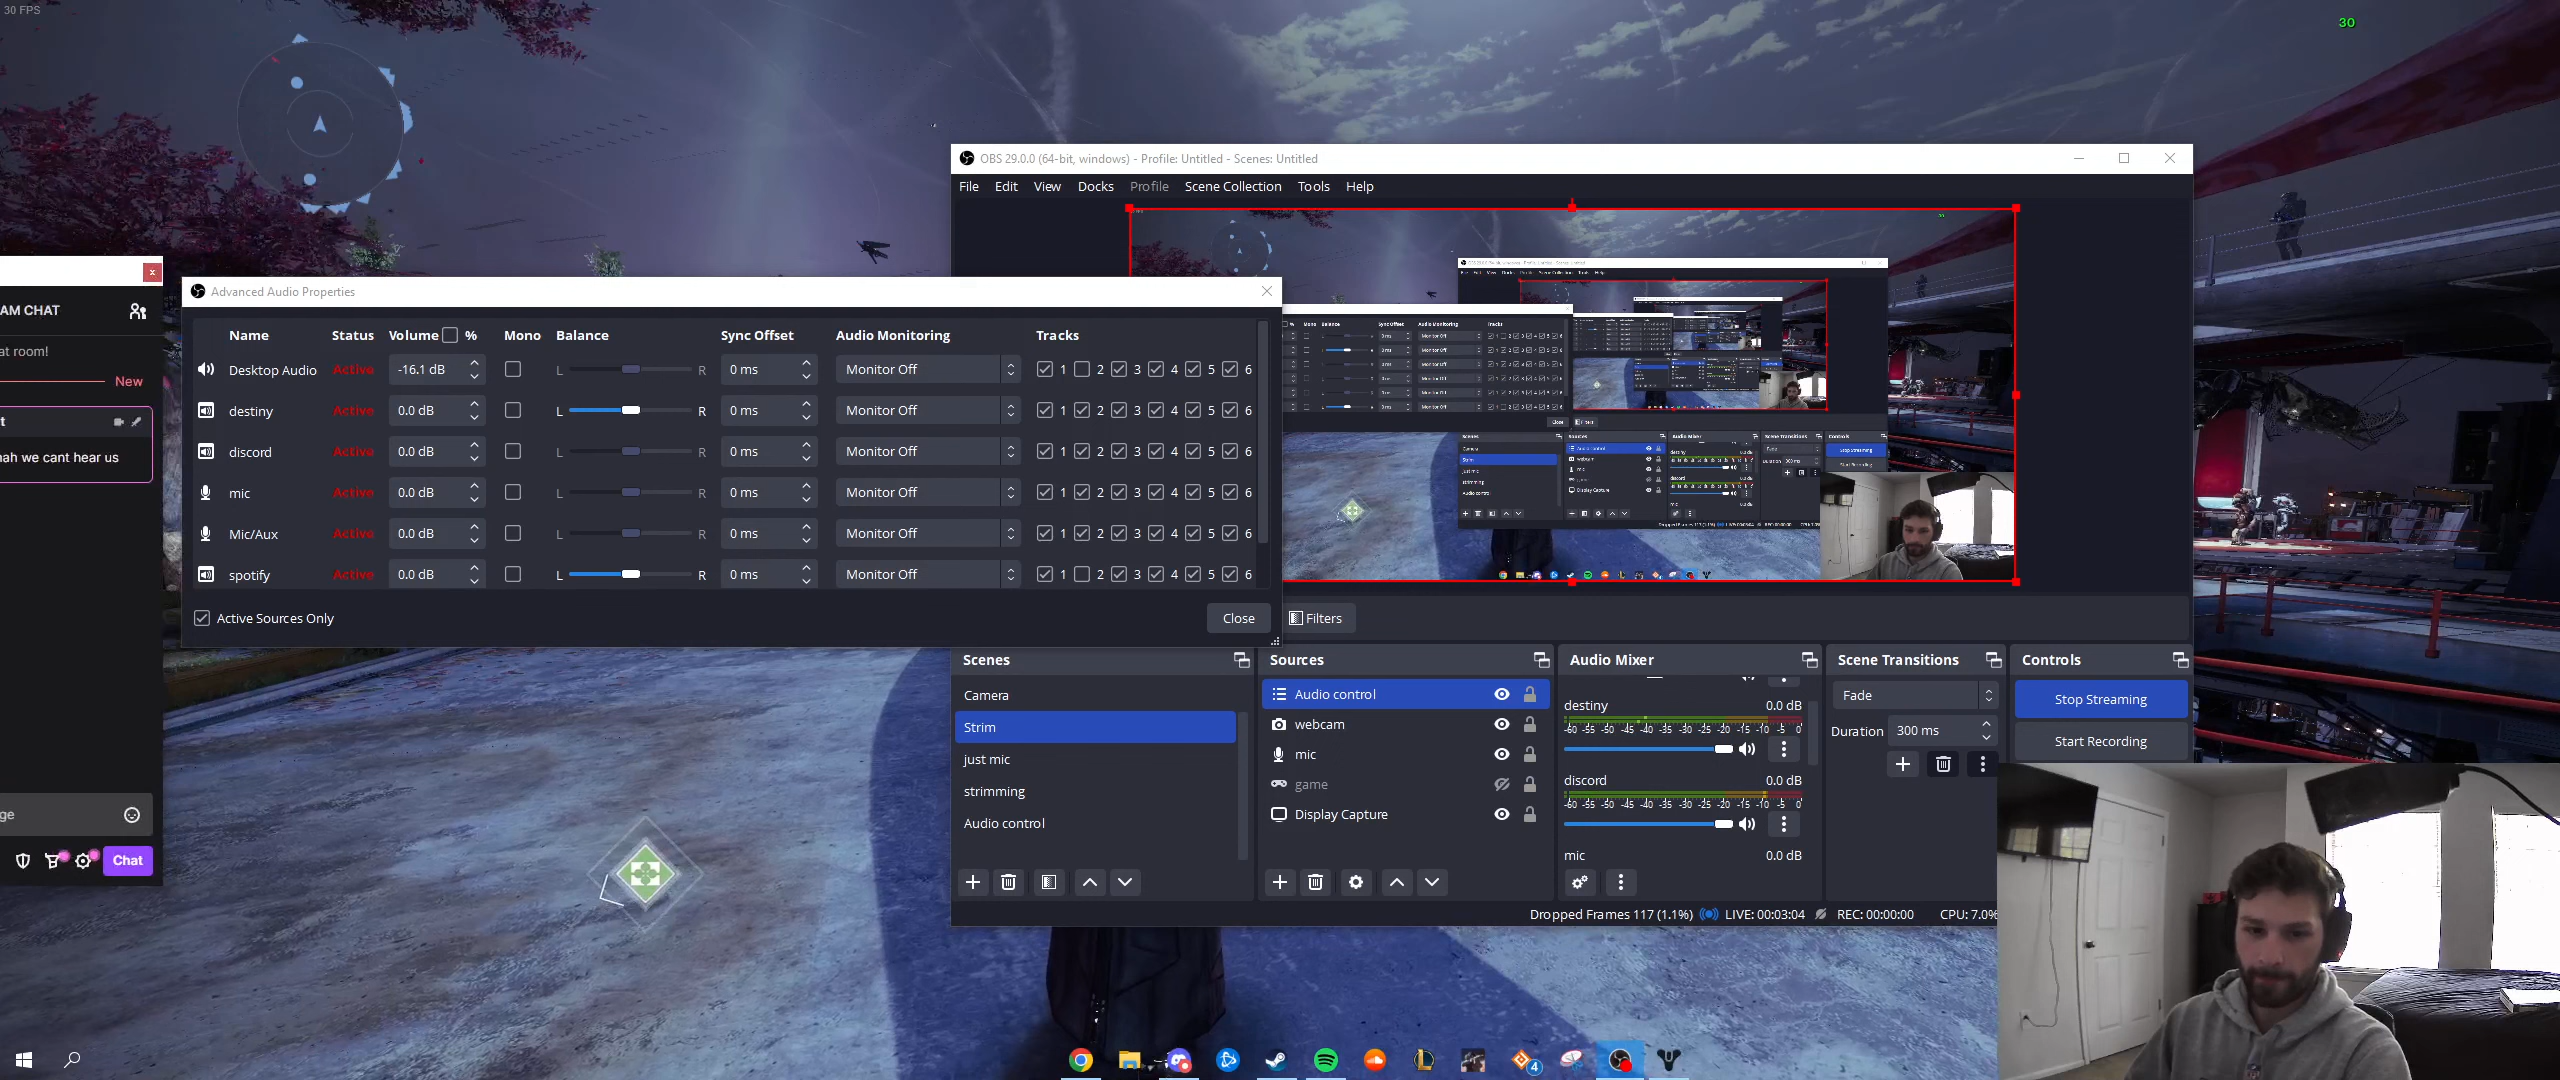 30 FPS
30
OBS 29.0.0 (64-bit, windows) - Profile: Untitled - Scenes: Untitled
File Edit View Docks Profile Scene Collection Tools Help
AM CHAT
at room!
New
t
nah we cant hear us
ge
Chat
Advanced Audio Properties
Name Status Volume % Mono Balance Sync Offset Audio Monitoring Tracks
Desktop Audio Active -16.1 dB L R 0 ms Monitor Off 1 2 3 4 5 6
destiny Active 0.0 dB L R 0 ms Monitor Off 1 2 3 4 5 6
discord Active 0.0 dB L R 0 ms Monitor Off 1 2 3 4 5 6
mic Active 0.0 dB L R 0 ms Monitor Off 1 2 3 4 5 6
Mic/Aux Active 0.0 dB L R 0 ms Monitor Off 1 2 3 4 5 6
spotify Active 0.0 dB L R 0 ms Monitor Off 1 2 3 4 5 6
Active Sources Only
Close
Filters
Scenes
Camera
Strim
just mic
strimming
Audio control
Sources
Audio control
webcam
mic
game
Display Capture
Audio Mixer
destiny 0.0 dB
-60 -55 -50 -45 -40 -35 -30 -25 -20 -15 -10 -5 0
discord 0.0 dB
-60 -55 -50 -45 -40 -35 -30 -25 -20 -15 -10 -5 0
mic 0.0 dB
Scene Transitions
Fade
Duration 300 ms
Controls
Stop Streaming
Start Recording
Dropped Frames 117 (1.1%) LIVE: 00:03:04 REC: 00:00:00 CPU: 7.0%
4